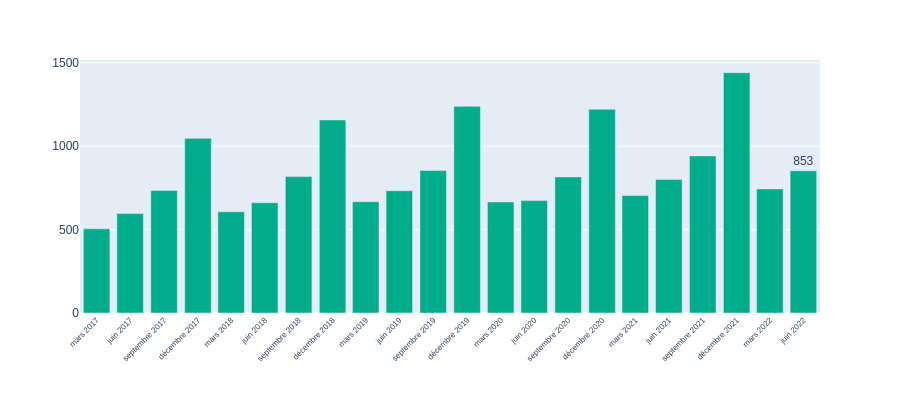 1500
1000
500
0
853
mars 2017
juin 2017
septembre 2017
décembre 2017
mars 2018
juin 2018
septembre 2018
décembre 2018
mars 2019
juin 2019
septembre 2019
décembre 2019
mars 2020
juin 2020
septembre 2020
décembre 2020
mars 2021
juin 2021
septembre 2021
décembre 2021
mars 2022
juin 2022